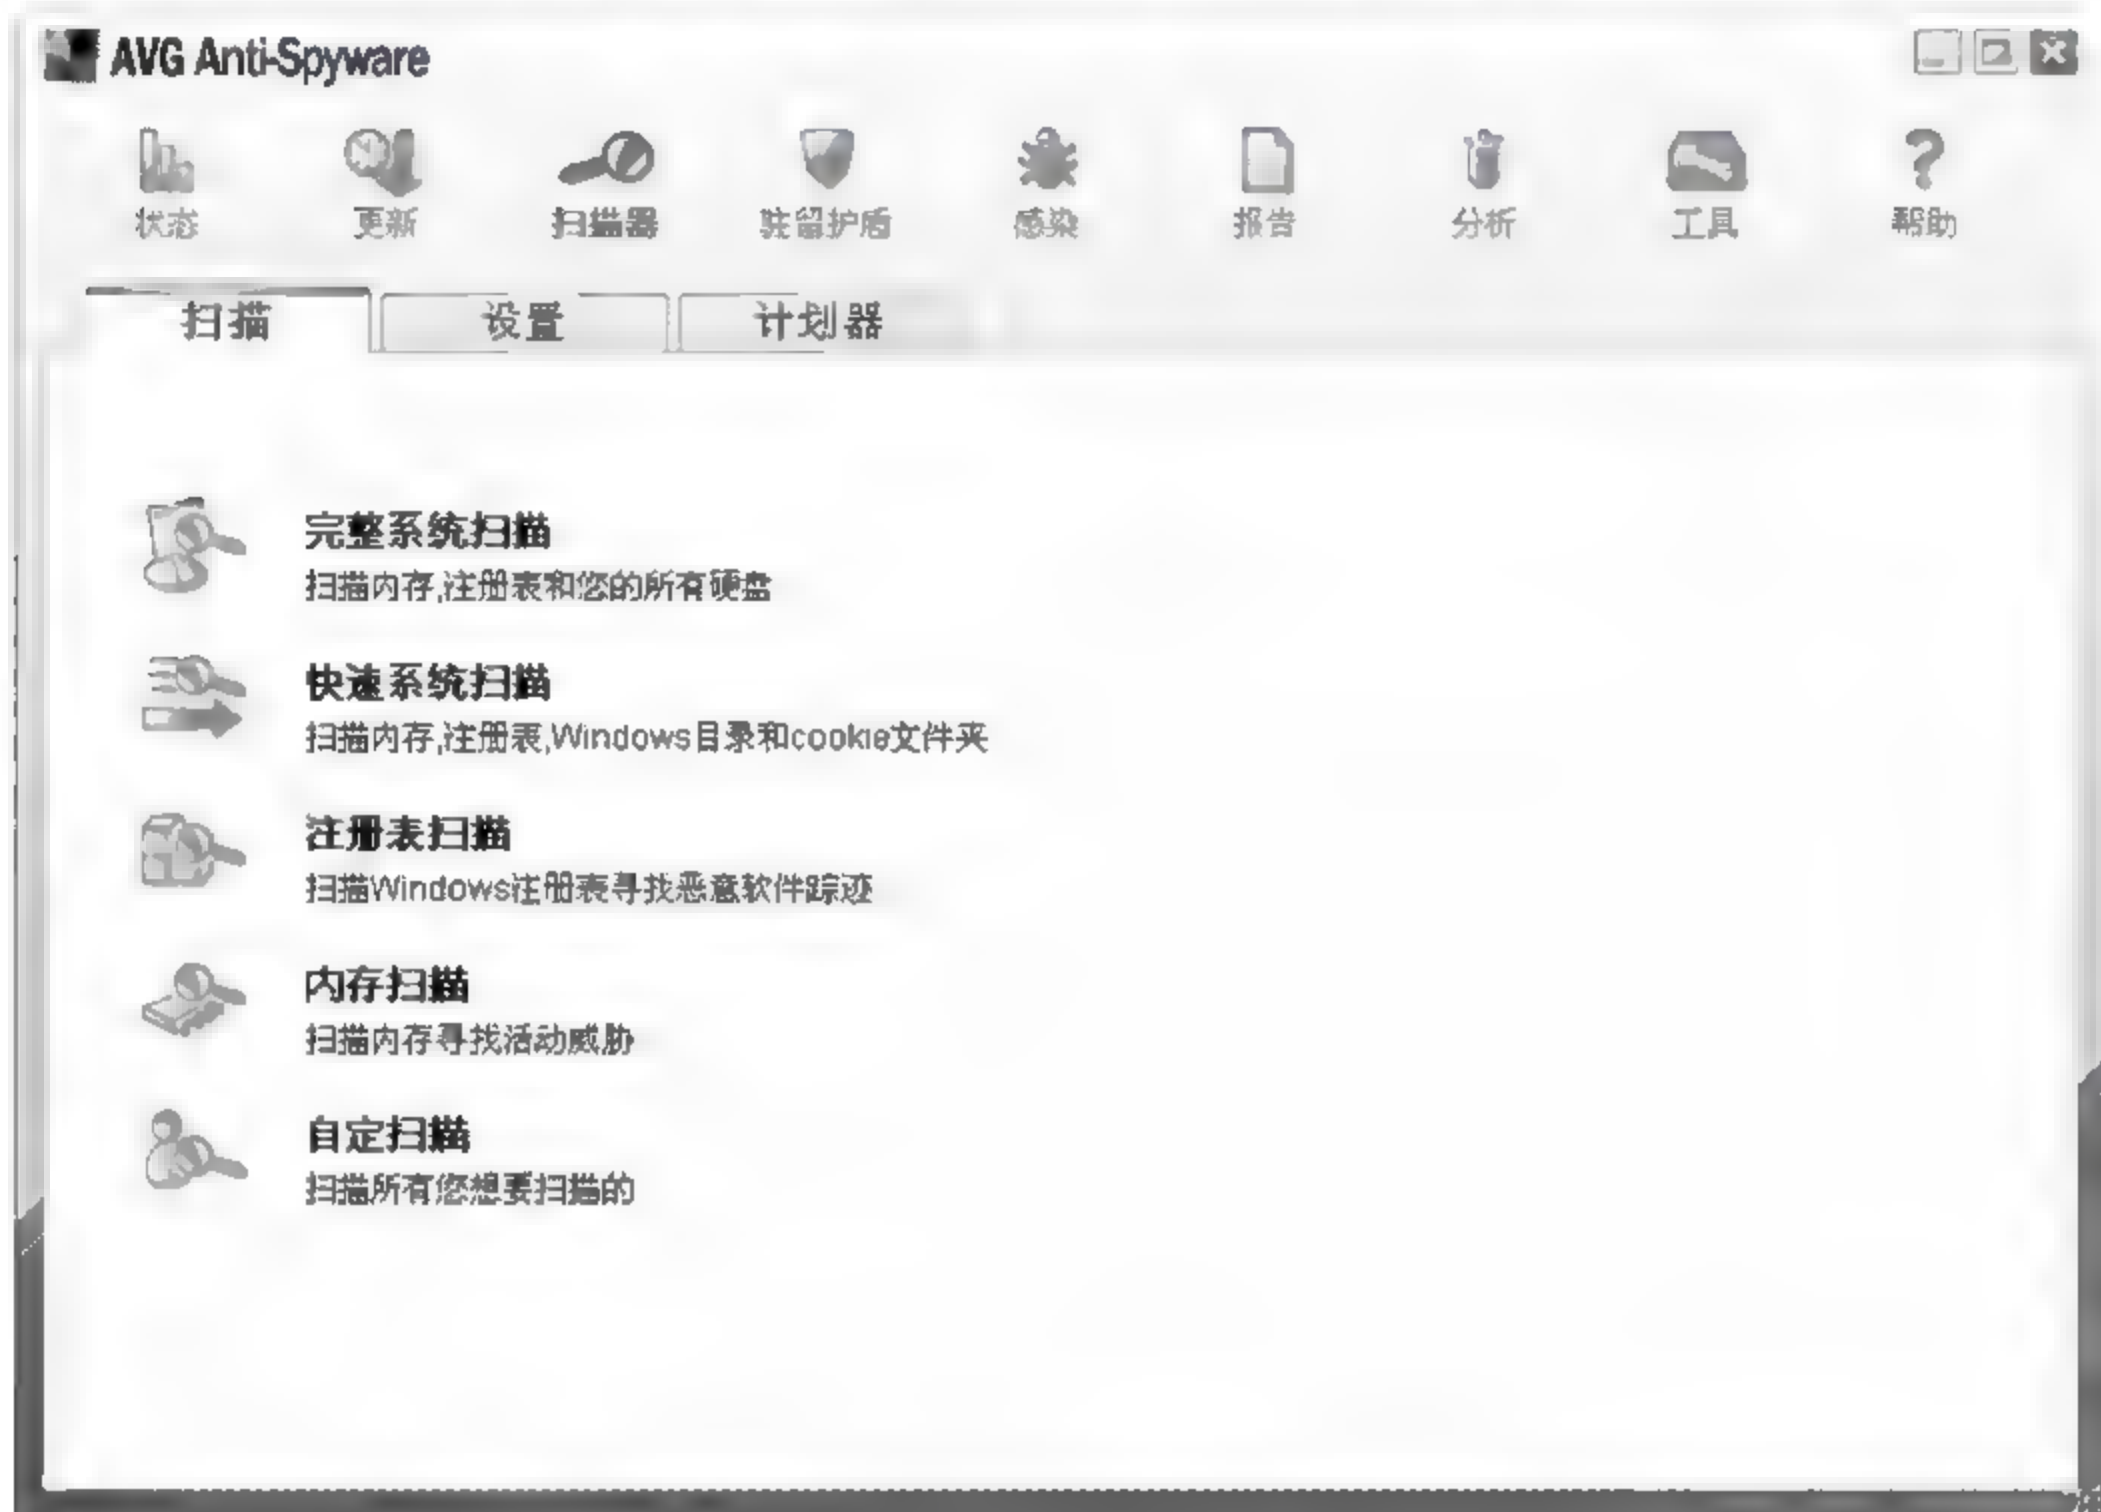 AVG Anti-Spyware
状态 更新 扫描器 驻留护盾 感染 报告 分析 工具 帮助
扫描 设置 计划器
完整系统扫描
扫描内存,注册表和您的所有硬盘
快速系统扫描
扫描内存,注册表,Windows目录和cookie文件夹
注册表扫描
扫描Windows注册表寻找恶意软件踪迹
内存扫描
扫描内存寻找活动威胁
自定扫描
扫描所有您想要扫描的